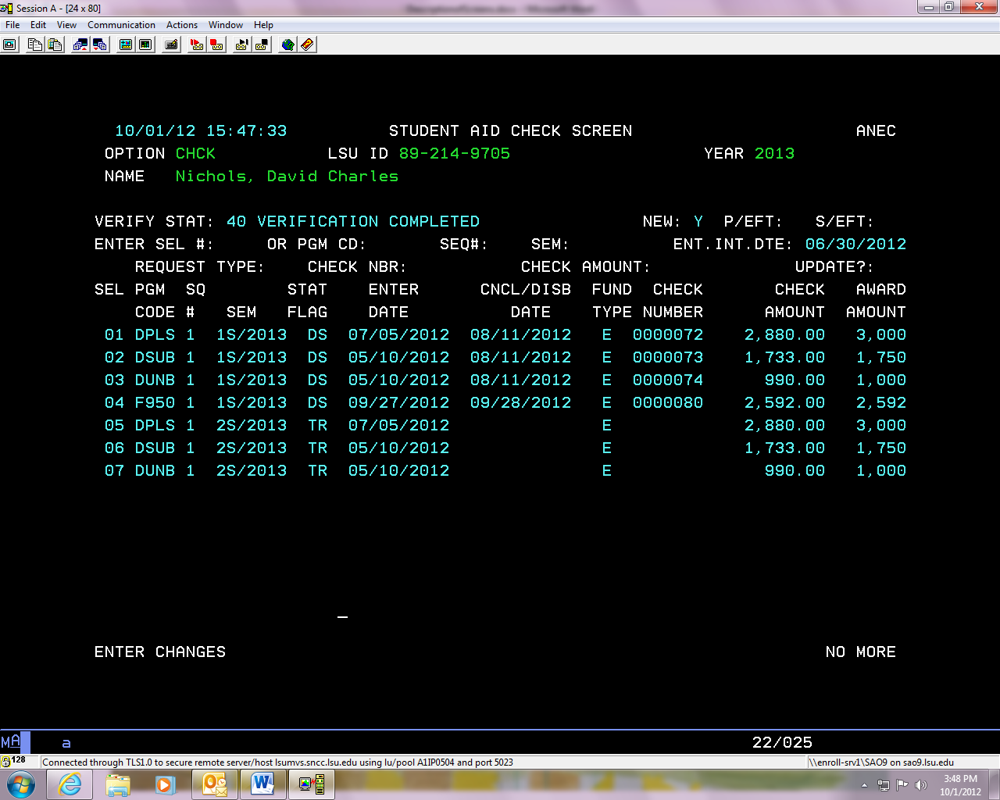 Session A - [24 x 80]
File Edit View Communication Actions Window Help
10/01/12 15:47:33 STUDENT AID CHECK SCREEN ANEC
OPTION CHCK LSU ID 89-214-9705 YEAR 2013
NAME Nichols, David Charles
VERIFY STAT: 40 VERIFICATION COMPLETED NEW: Y P/EFT: S/EFT:
ENTER SEL #: OR PGM CD: SEQ#: SEM: ENT.INT.DTE: 06/30/2012
REQUEST TYPE: CHECK NBR: CHECK AMOUNT: UPDATE?:
SEL PGM SQ STAT ENTER CNCL/DISB FUND CHECK CHECK AWARD
CODE # SEM FLAG DATE DATE TYPE NUMBER AMOUNT AMOUNT
01 DPLS 1 1S/2013 DS 07/05/2012 08/11/2012 E 0000072 2,880.00 3,000
02 DSUB 1 1S/2013 DS 05/10/2012 08/11/2012 E 0000073 1,733.00 1,750
03 DUNB 1 1S/2013 DS 05/10/2012 08/11/2012 E 0000074 990.00 1,000
04 F950 1 1S/2013 DS 09/27/2012 09/28/2012 E 0000080 2,592.00 2,592
05 DPLS 1 2S/2013 TR 07/05/2012 E 2,880.00 3,000
06 DSUB 1 2S/2013 TR 05/10/2012 E 1,733.00 1,750
07 DUNB 1 2S/2013 TR 05/10/2012 E 990.00 1,000
_
ENTER CHANGES NO MORE
MA a 22/025
128 Connected through TLS1.0 to secure remote server/host lsumvs.sncc.lsu.edu using lu/pool A1IP0504 and port 5023 \\enroll-srv1\SAO9 on sao9.lsu.edu
3:48 PM
10/1/2012